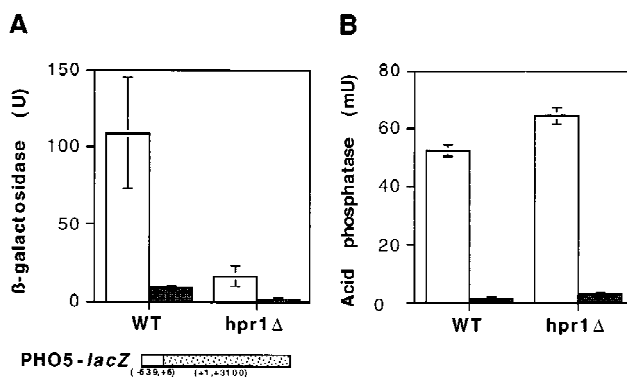 A
B
ß-galactosidase (U)
150
100
50
0
WT
hpr1Δ
Acid phosphatase (mU)
80
60
40
20
0
WT
hpr1Δ
PHO5-lacZ
(-539,+6) (+1,+3100)